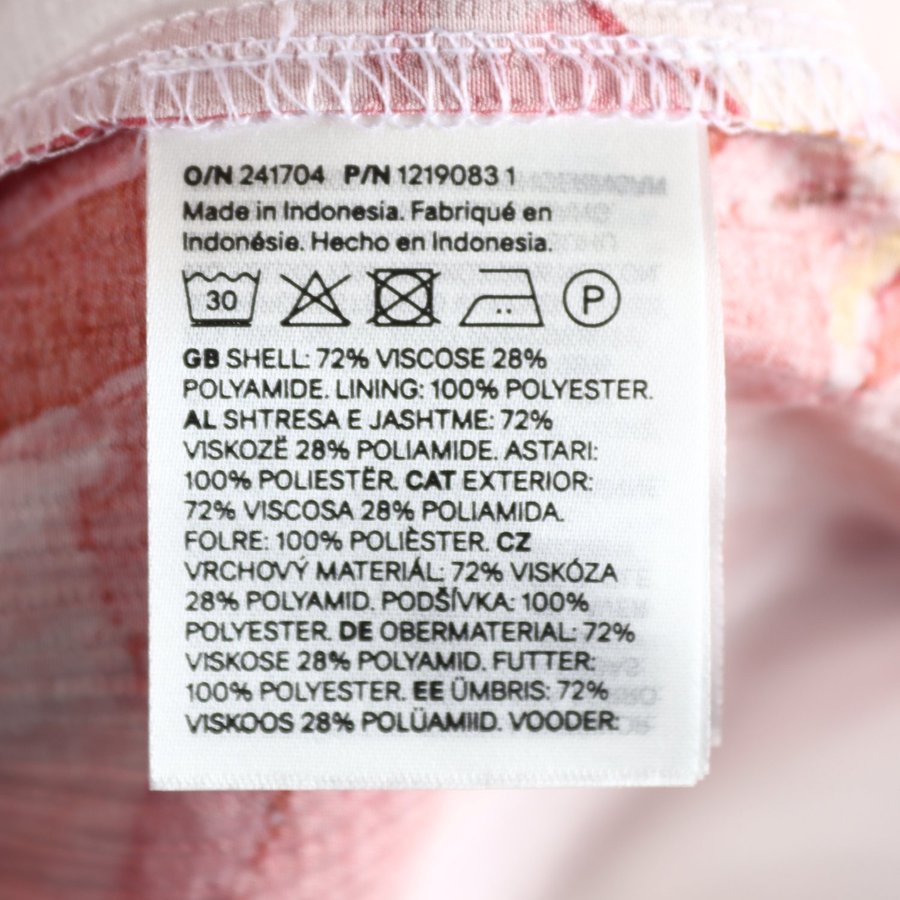 O/N 241704 P/N 1219083 1
Made in Indonesia. Fabriqué en
Indonésie. Hecho en Indonesia.
30 P
GB SHELL: 72% VISCOSE 28%
POLYAMIDE. LINING: 100% POLYESTER.
AL SHTRESA E JASHTME: 72%
VISKOZË 28% POLIAMIDE. ASTARI:
100% POLIESTËR. CAT EXTERIOR:
72% VISCOSA 28% POLIAMIDA.
FOLRE: 100% POLIÈSTER. CZ
VRCHOVÝ MATERIÁL: 72% VISKÓZA
28% POLYAMID. PODŠÍVKA: 100%
POLYESTER. DE OBERMATERIAL: 72%
VISKOSE 28% POLYAMID. FUTTER:
100% POLYESTER. EE ÜMBRIS: 72%
VISKOOS 28% POLÜAMIID. VOODER: